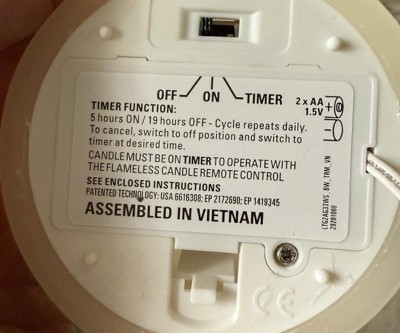 OFF ON TIMER
2 x AA
1.5V
TIMER FUNCTION:
5 hours ON / 19 hours OFF - Cycle repeats daily.
To cancel, switch to off position and switch to
timer at desired time.
CANDLE MUST BE ON TIMER TO OPERATE WITH
THE FLAMELESS CANDLE REMOTE CONTROL
SEE ENCLOSED INSTRUCTIONS
PATENTED TECHNOLOGY: USA 6616308; EP 2172690; EP 1419345
ASSEMBLED IN VIETNAM
20201008
CE